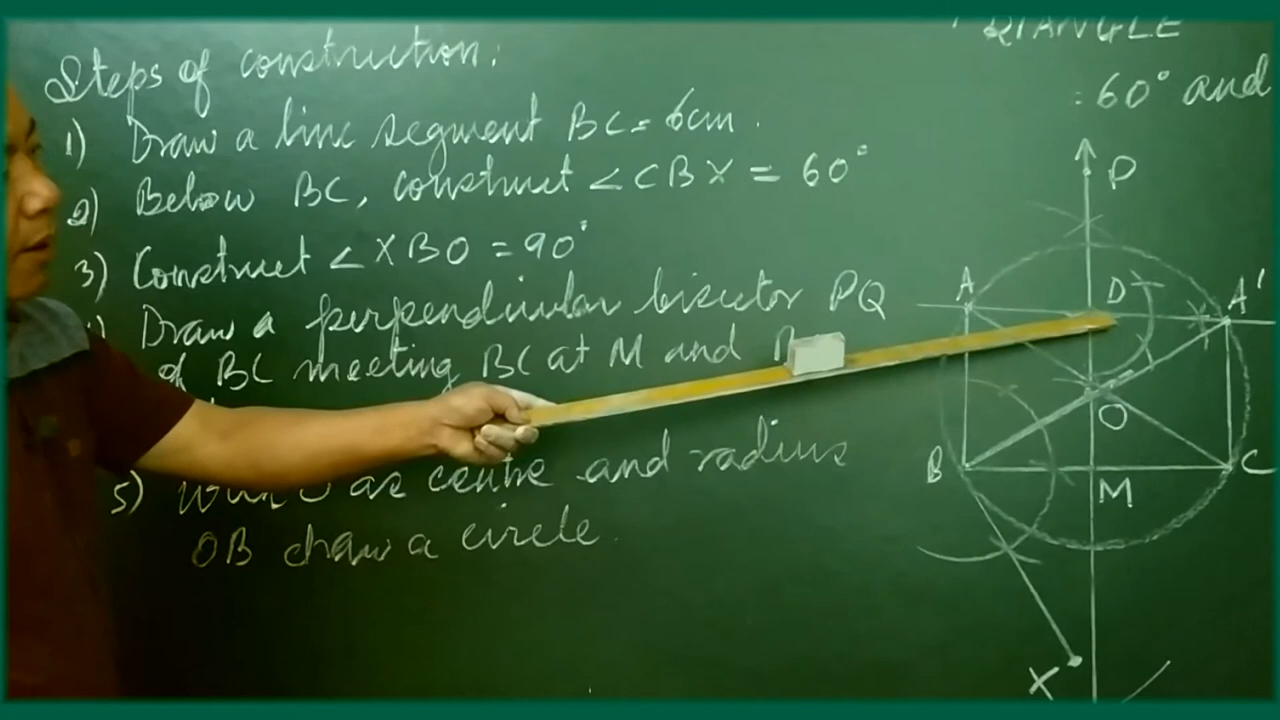 Steps of construction:
1) Draw a line segment BC = 6cm.
2) Below BC, construct ∠CBX = 60°
3) Construct ∠XBO = 90°
Draw a perpendicular bisector PQ
of BC meeting BC at M and
5) as centre and radius
OB draw a circle.
RIANGLE
= 60° and
P
A
D
A'
O
B
M
C
X